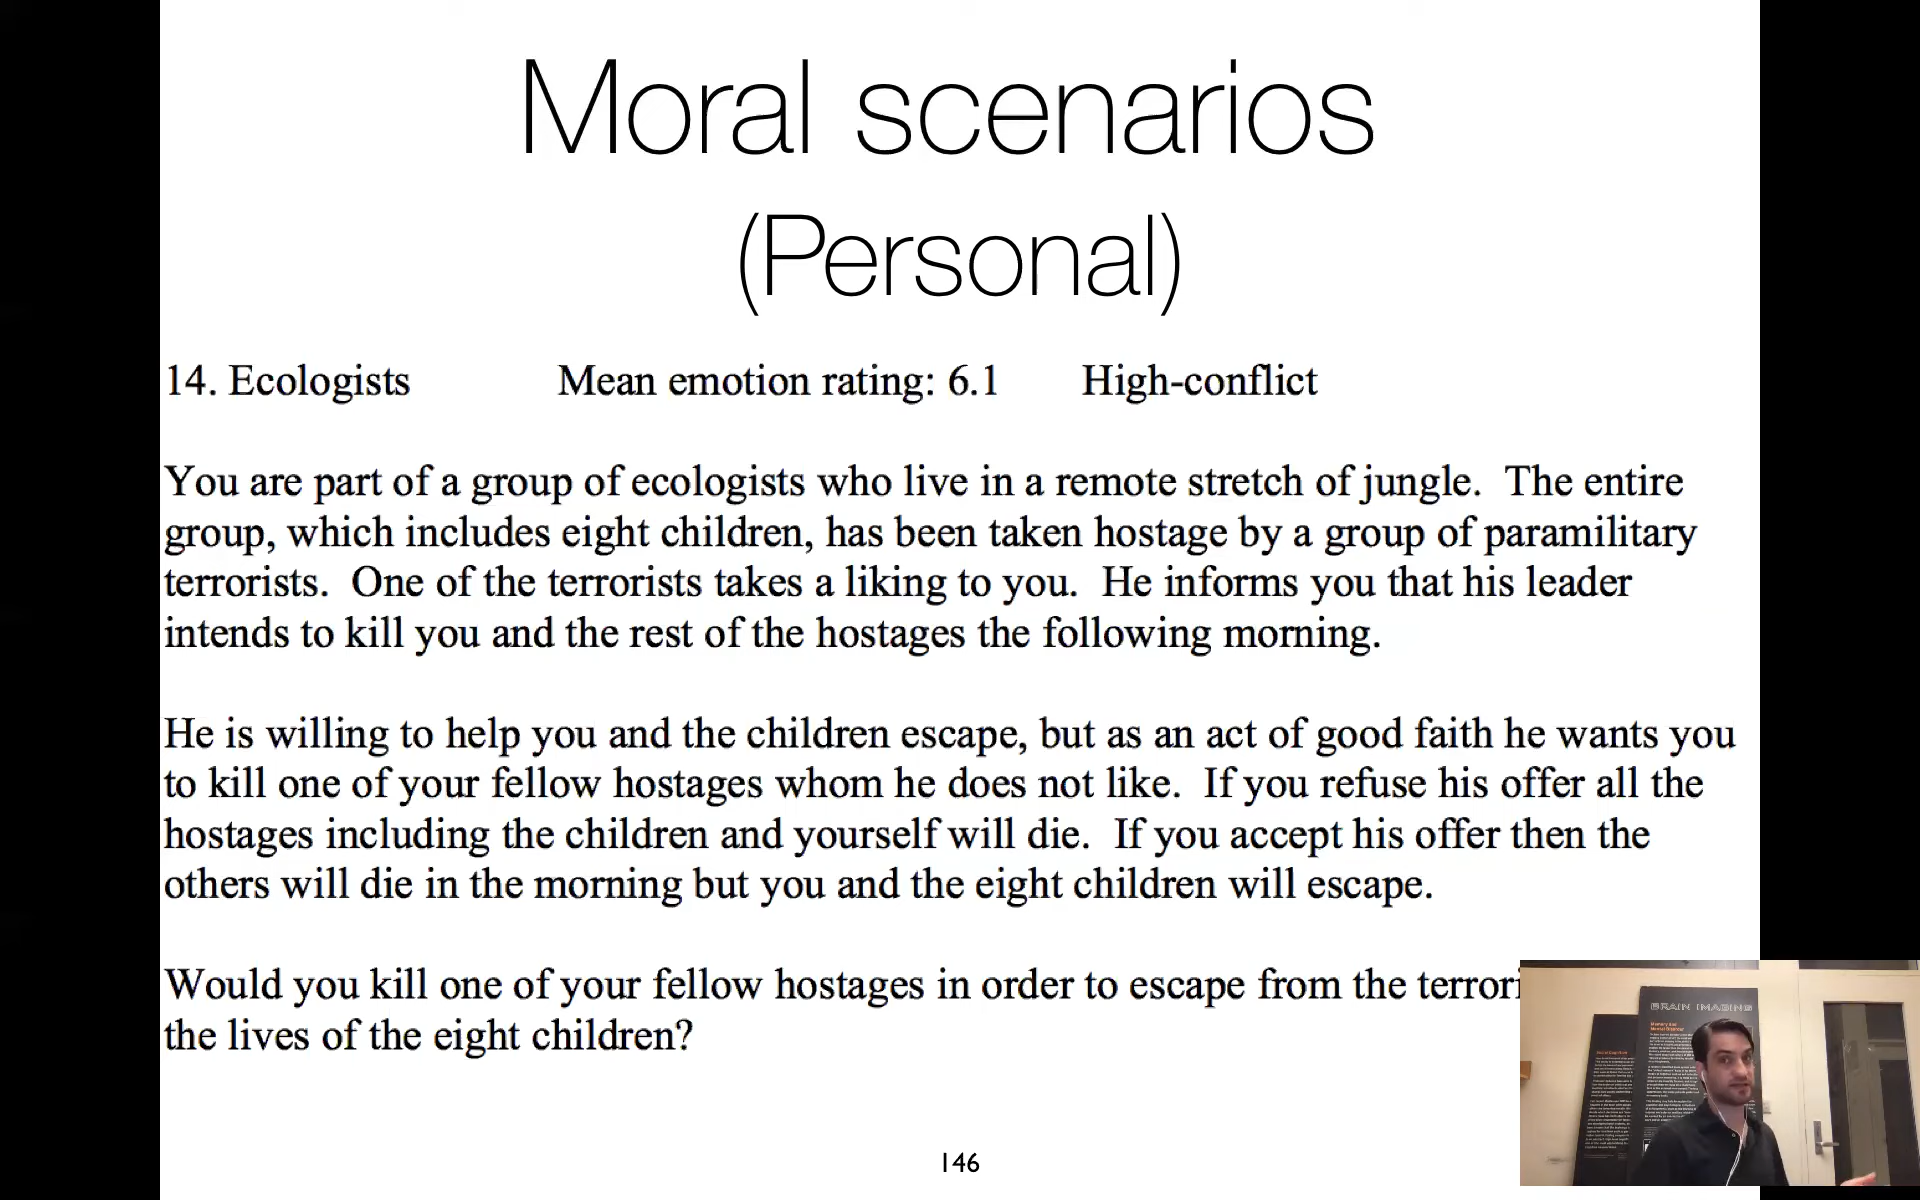 Moral scenarios
(Personal)
14. Ecologists Mean emotion rating: 6.1 High-conflict
You are part of a group of ecologists who live in a remote stretch of jungle. The entire
group, which includes eight children, has been taken hostage by a group of paramilitary
terrorists. One of the terrorists takes a liking to you. He informs you that his leader
intends to kill you and the rest of the hostages the following morning.
He is willing to help you and the children escape, but as an act of good faith he wants you
to kill one of your fellow hostages whom he does not like. If you refuse his offer all the
hostages including the children and yourself will die. If you accept his offer then the
others will die in the morning but you and the eight children will escape.
Would you kill one of your fellow hostages in order to escape from the terrori
the lives of the eight children?
BRAIN IMAGING
Memory and
Mental Disorder
146